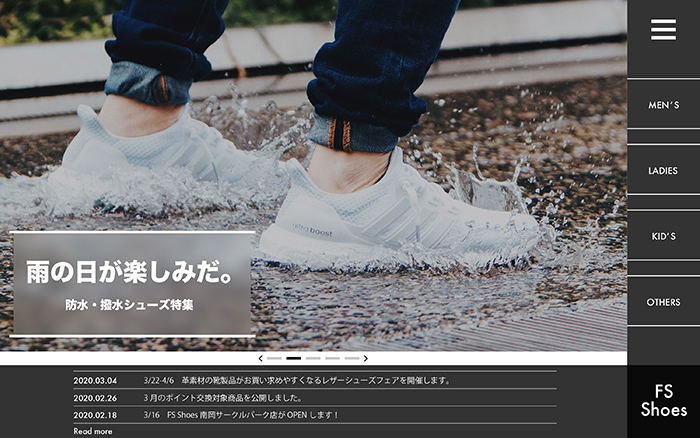 MEN'S
LADIES
KID'S
OTHERS
ultra boost
雨の日が楽しみだ。
防水・撥水シューズ特集
2020.03.04 3/22-4/6 革素材の靴製品がお買い求めやすくなるレザーシューズフェアを開催します。
2020.02.26 3月のポイント交換対象商品を公開しました。
2020.02.18 3/16 FS Shoes 南岡サークルパーク店が OPEN します！
Read more
FS
Shoes